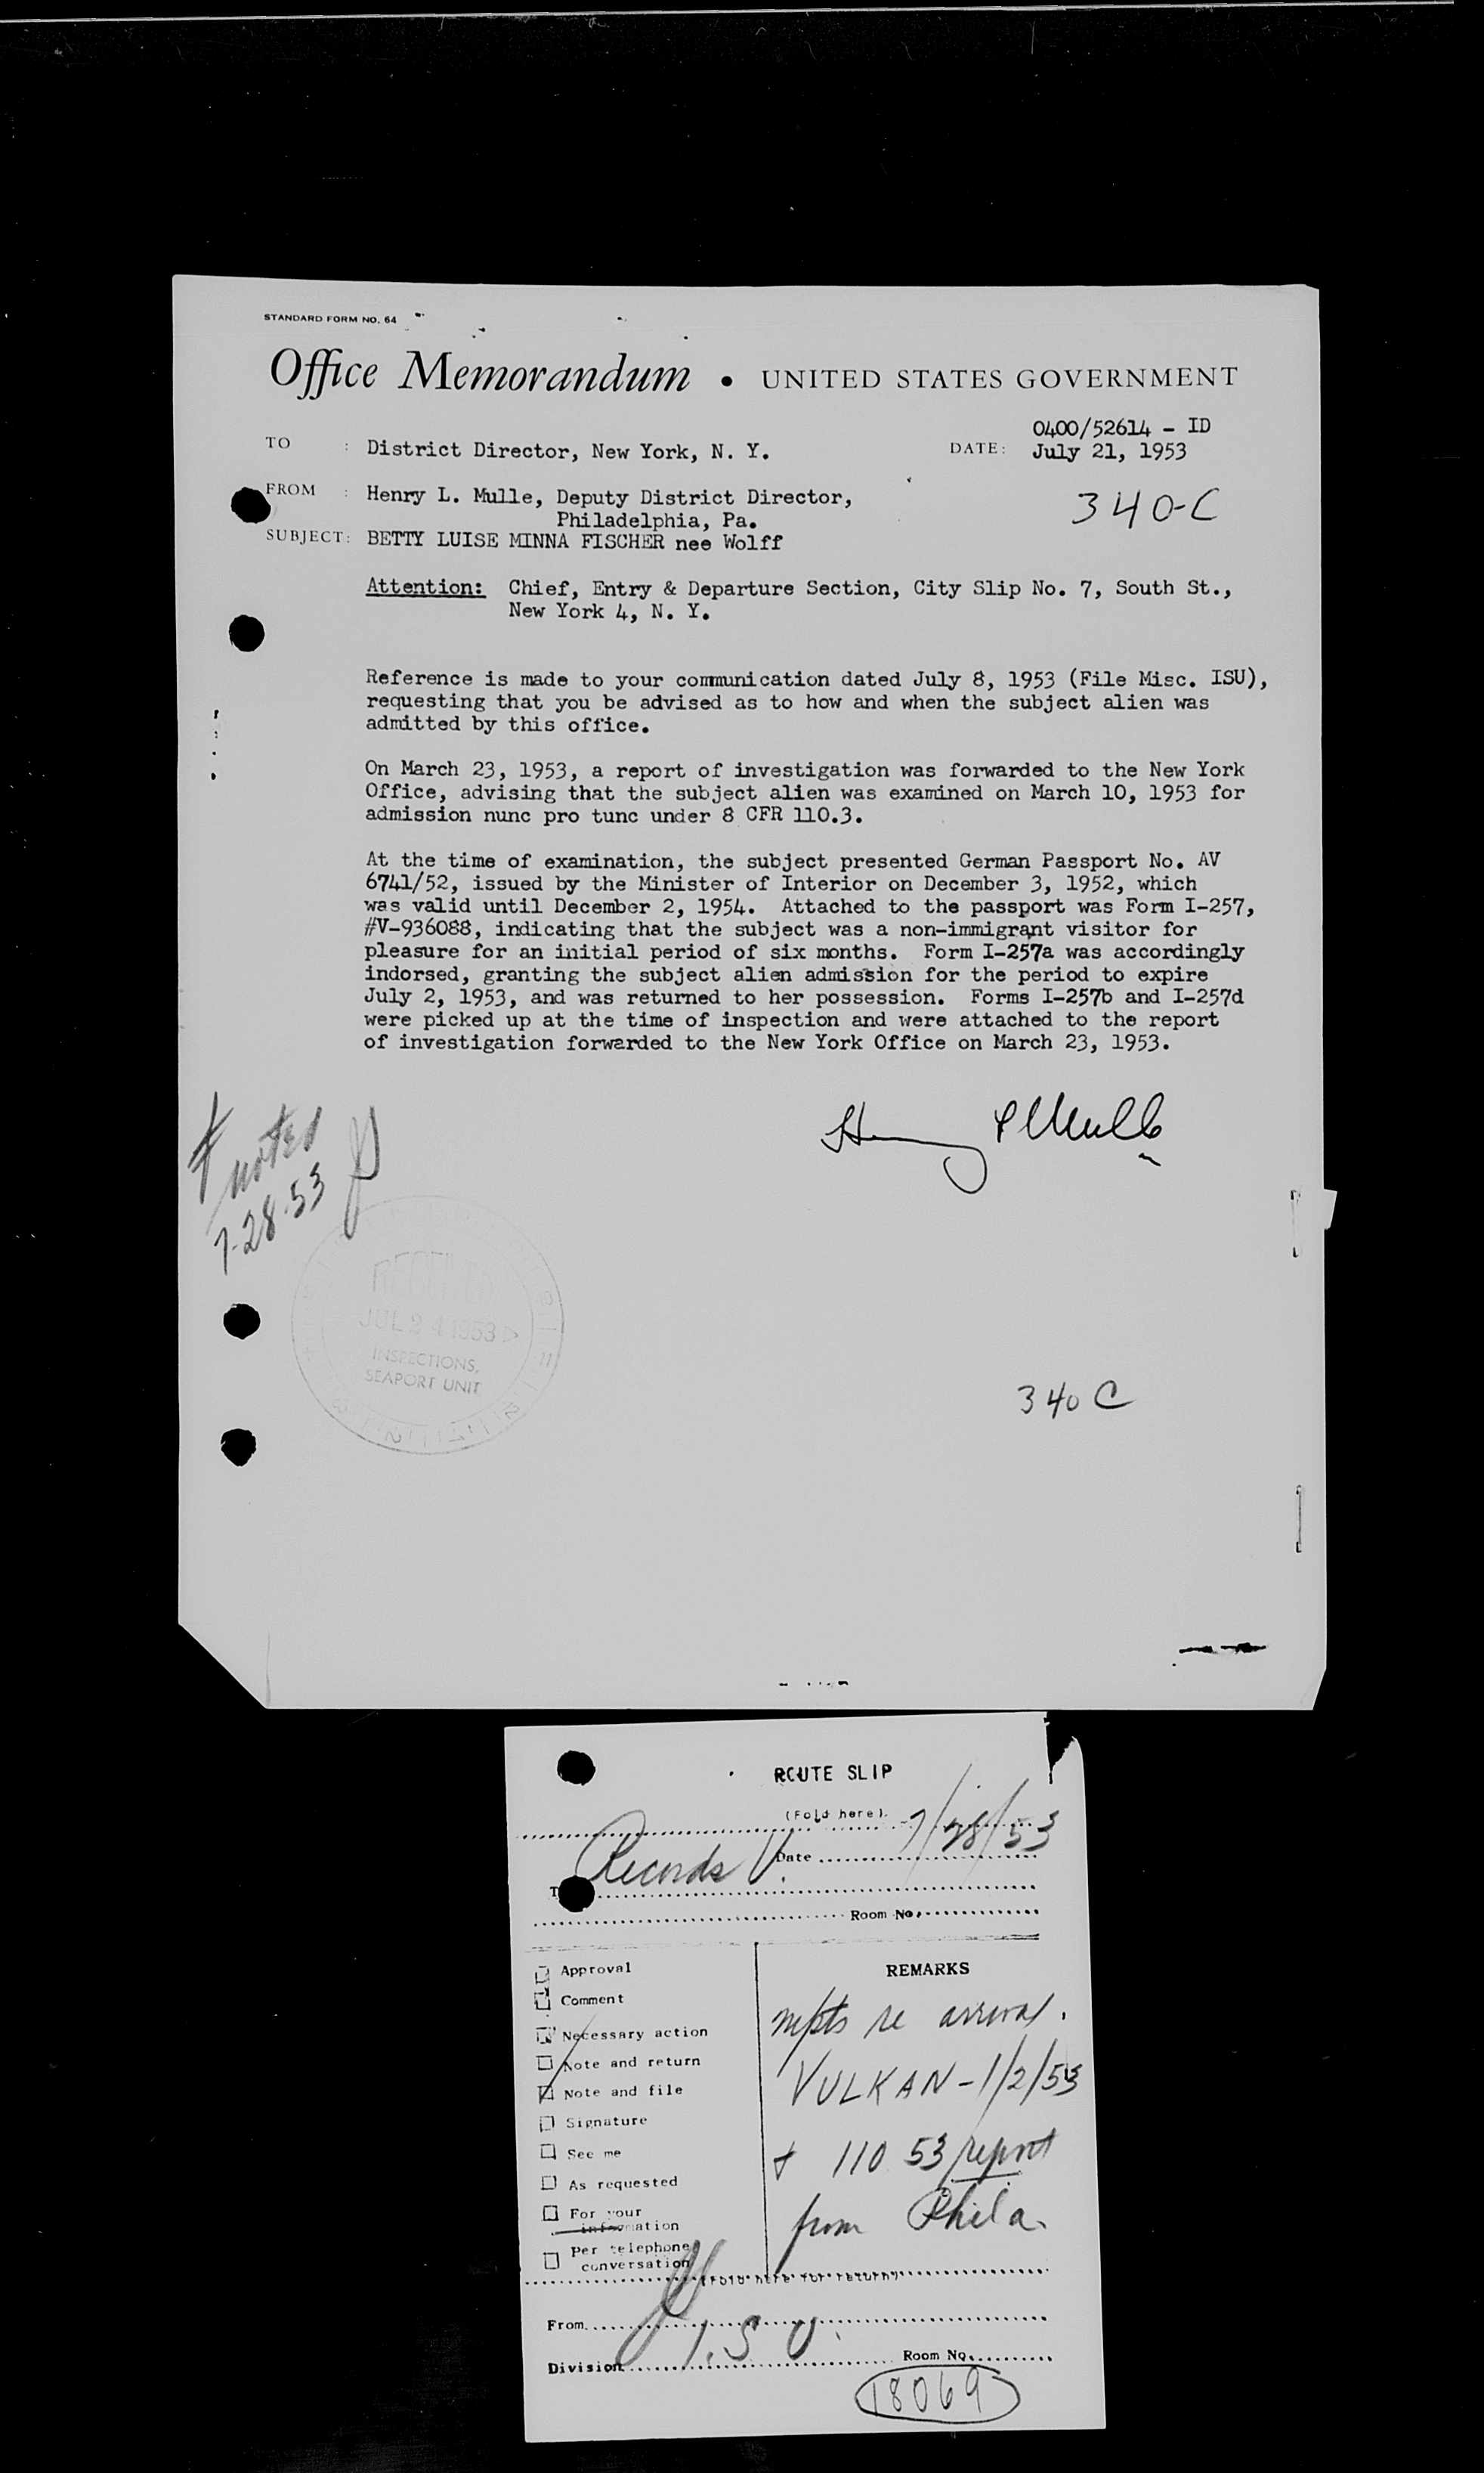 STANDARD FORM NO. 64
Office Memorandum • UNITED STATES GOVERNMENT
0400/52614 - ID
TO : District Director, New York, N. Y. DATE: July 21, 1953
FROM : Henry L. Mulle, Deputy District Director,
Philadelphia, Pa.
340-C
SUBJECT: BETTY LUISE MINNA FISCHER nee Wolff
Attention: Chief, Entry & Departure Section, City Slip No. 7, South St.,
New York 4, N. Y.
Reference is made to your communication dated July 8, 1953 (File Misc. ISU),
requesting that you be advised as to how and when the subject alien was
admitted by this office.
On March 23, 1953, a report of investigation was forwarded to the New York
Office, advising that the subject alien was examined on March 10, 1953 for
admission nunc pro tunc under 8 CFR 110.3.
At the time of examination, the subject presented German Passport No. AV
6741/52, issued by the Minister of Interior on December 3, 1952, which
was valid until December 2, 1954. Attached to the passport was Form I-257,
#V-936088, indicating that the subject was a non-immigrant visitor for
pleasure for an initial period of six months. Form I-257a was accordingly
indorsed, granting the subject alien admission for the period to expire
July 2, 1953, and was returned to her possession. Forms I-257b and I-257d
were picked up at the time of inspection and were attached to the report
of investigation forwarded to the New York Office on March 23, 1953.
Henry L Mulle
noted
7-28-53
RECEIVED
JUL 24 1953
INSPECTIONS,
SEAPORT UNIT
340 C
ROUTE SLIP
(Fold here)
7/28/53
Date
Records V.
Room No.
Approval
Comment
Necessary action
Note and return
Note and file
Signature
See me
As requested
For your
information
Per telephone
conversation
REMARKS
re arrival.
VULKAN - 1/2/53
+ 110 53 report
from Phila.
(Fold here for return)
From
I.S.U.
Division
Room No.
18069